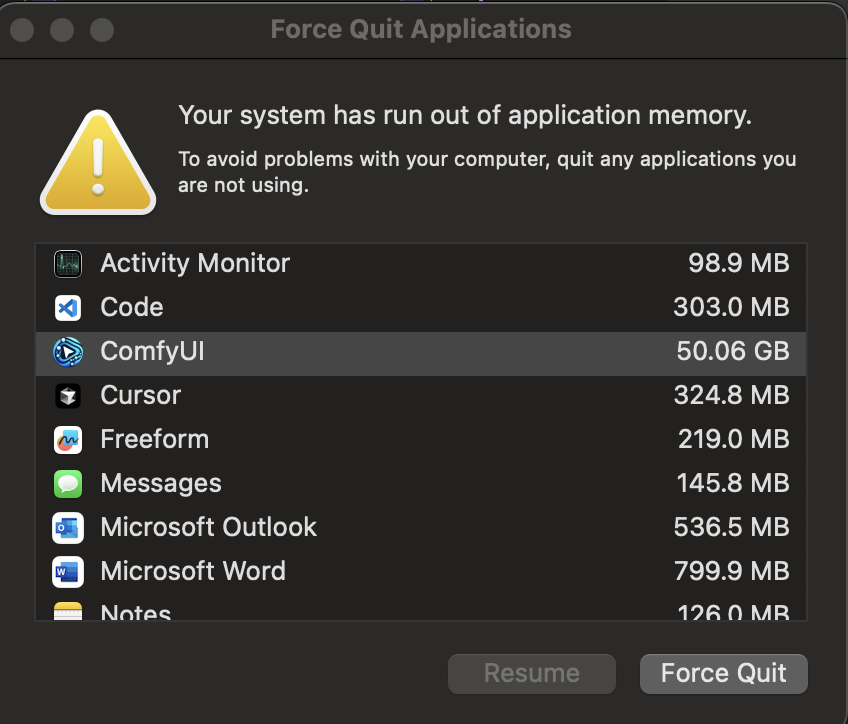 Force Quit Applications
Your system has run out of application memory.
To avoid problems with your computer, quit any applications you
are not using.
Activity Monitor 98.9 MB
Code 303.0 MB
ComfyUI 50.06 GB
Cursor 324.8 MB
Freeform 219.0 MB
Messages 145.8 MB
Microsoft Outlook 536.5 MB
Microsoft Word 799.9 MB
Notes 126.0 MB
Resume Force Quit